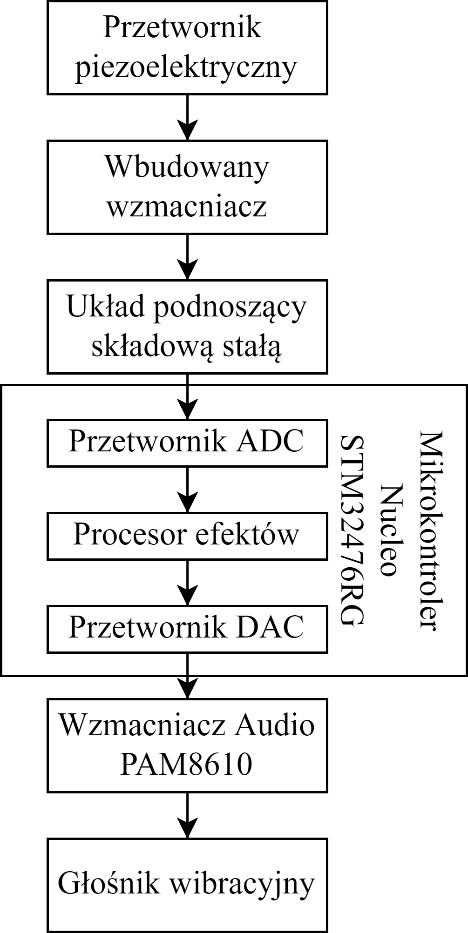 Przetwornik
piezoelektryczny
Wbudowany
wzmacniacz
Układ podnoszący
składową stałą
Przetwornik ADC
Procesor efektów
Przetwornik DAC
Mikrokontroler
Nucleo
STM32476RG
Wzmacniacz Audio
PAM8610
Głośnik wibracyjny